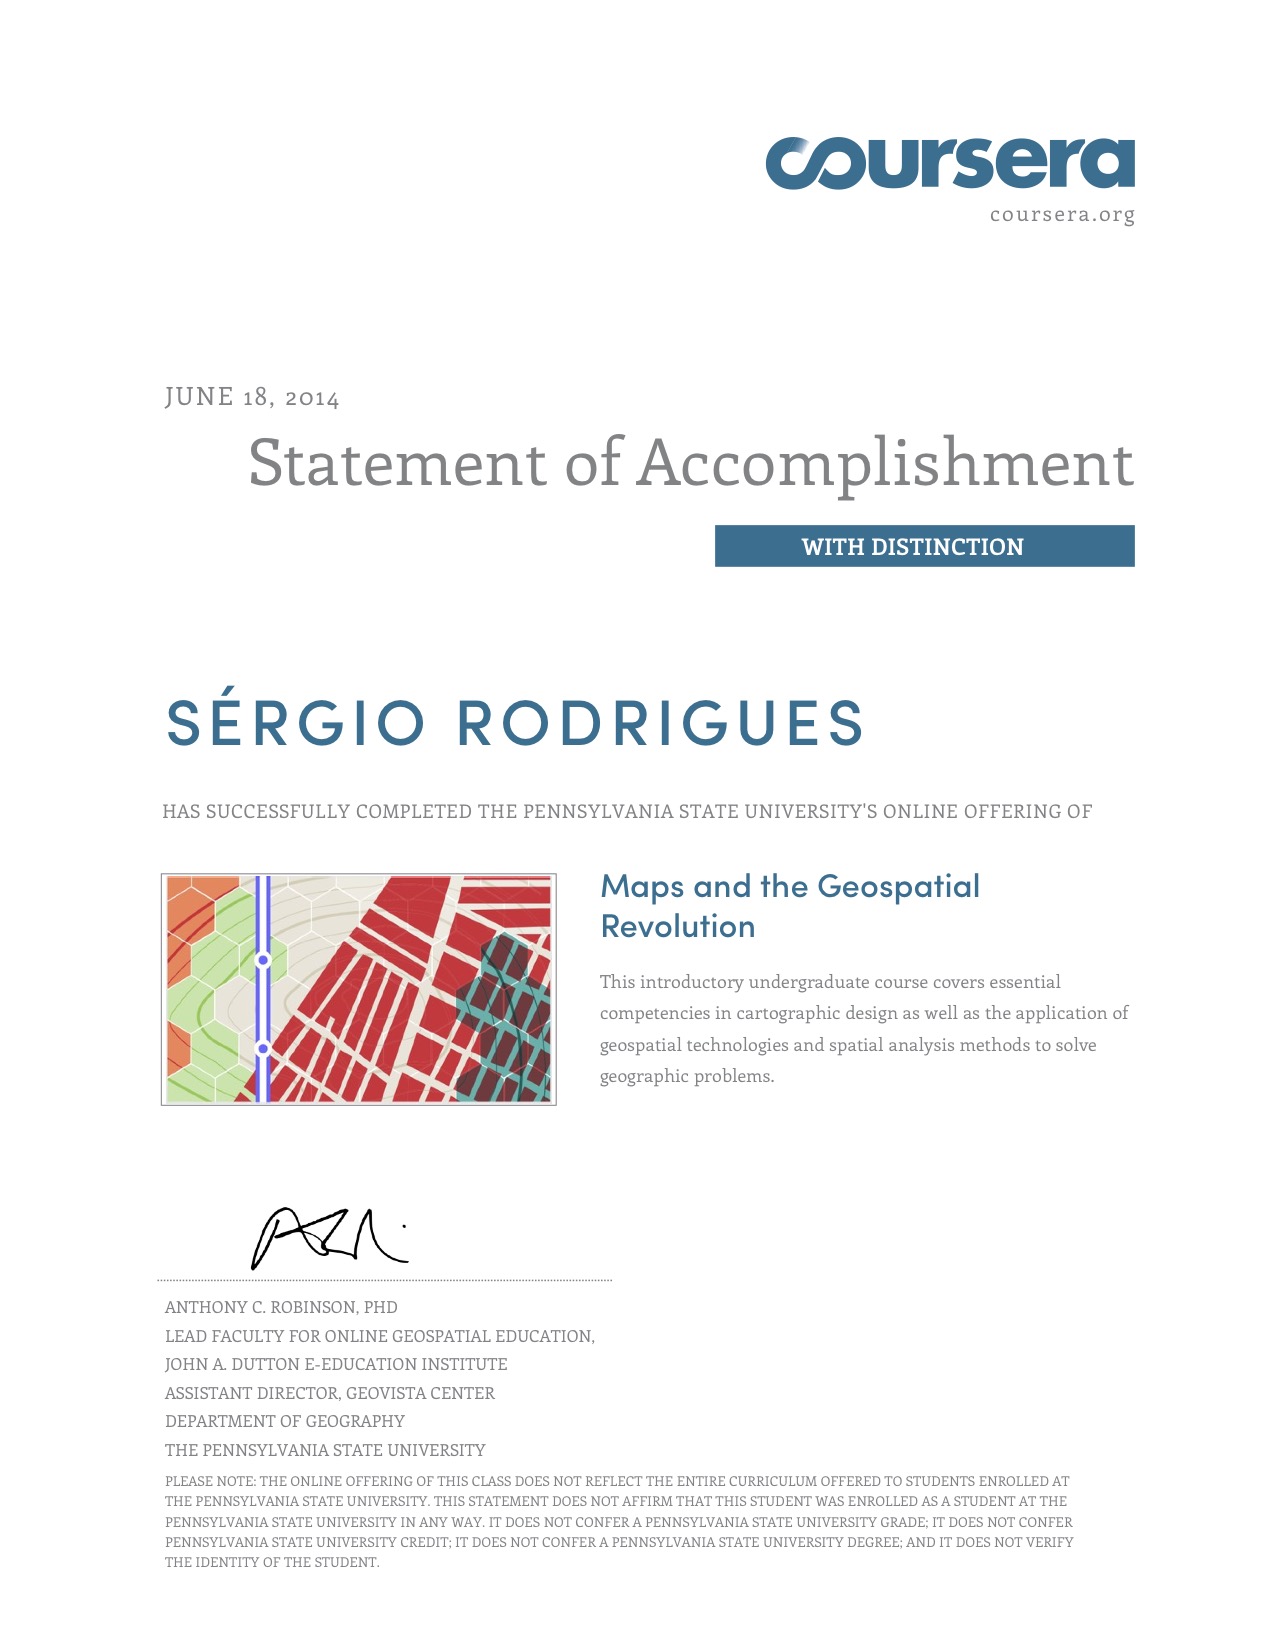 coursera
coursera.org
JUNE 18, 2014
Statement of Accomplishment
WITH DISTINCTION
SÉRGIO RODRIGUES
HAS SUCCESSFULLY COMPLETED THE PENNSYLVANIA STATE UNIVERSITY'S ONLINE OFFERING OF
Maps and the Geospatial
Revolution
This introductory undergraduate course covers essential
competencies in cartographic design as well as the application of
geospatial technologies and spatial analysis methods to solve
geographic problems.
ANTHONY C. ROBINSON, PHD
LEAD FACULTY FOR ONLINE GEOSPATIAL EDUCATION,
JOHN A. DUTTON E-EDUCATION INSTITUTE
ASSISTANT DIRECTOR, GEOVISTA CENTER
DEPARTMENT OF GEOGRAPHY
THE PENNSYLVANIA STATE UNIVERSITY
PLEASE NOTE: THE ONLINE OFFERING OF THIS CLASS DOES NOT REFLECT THE ENTIRE CURRICULUM OFFERED TO STUDENTS ENROLLED AT
THE PENNSYLVANIA STATE UNIVERSITY. THIS STATEMENT DOES NOT AFFIRM THAT THIS STUDENT WAS ENROLLED AS A STUDENT AT THE
PENNSYLVANIA STATE UNIVERSITY IN ANY WAY. IT DOES NOT CONFER A PENNSYLVANIA STATE UNIVERSITY GRADE; IT DOES NOT CONFER
PENNSYLVANIA STATE UNIVERSITY CREDIT; IT DOES NOT CONFER A PENNSYLVANIA STATE UNIVERSITY DEGREE; AND IT DOES NOT VERIFY
THE IDENTITY OF THE STUDENT.